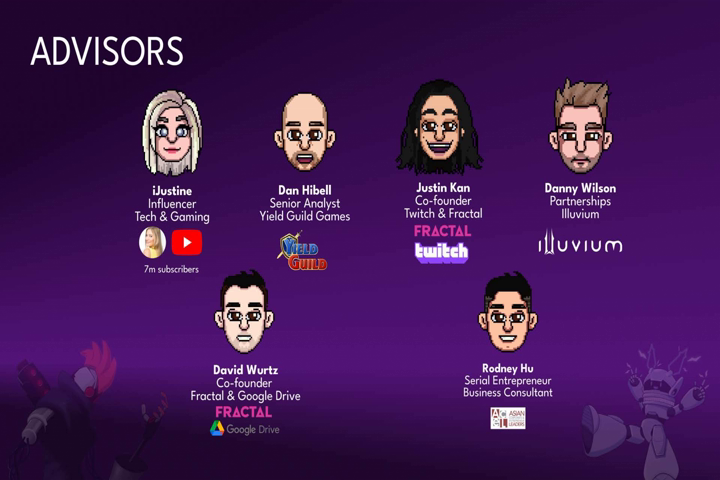 ADVISORS
iJustine
Influencer
Tech & Gaming
7m subscribers
Dan Hibell
Senior Analyst
Yield Guild Games
YIELD
GUILD
Justin Kan
Co-founder
Twitch & Fractal
FRACTAL
twitch
Danny Wilson
Partnerships
Illuvium
illuvium
David Wurtz
Co-founder
Fractal & Google Drive
FRACTAL
Google Drive
Rodney Hu
Serial Entrepreneur
Business Consultant
ASIAN
LEADERS